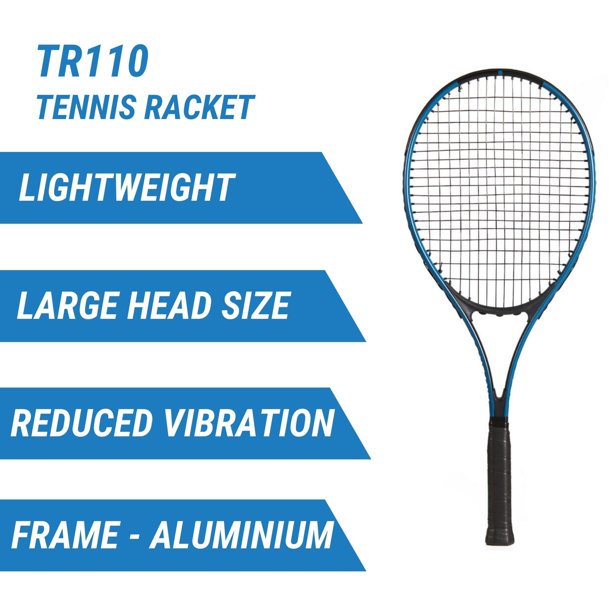 TR110
TENNIS RACKET
LIGHTWEIGHT
LARGE HEAD SIZE
REDUCED VIBRATION
FRAME - ALUMINIUM